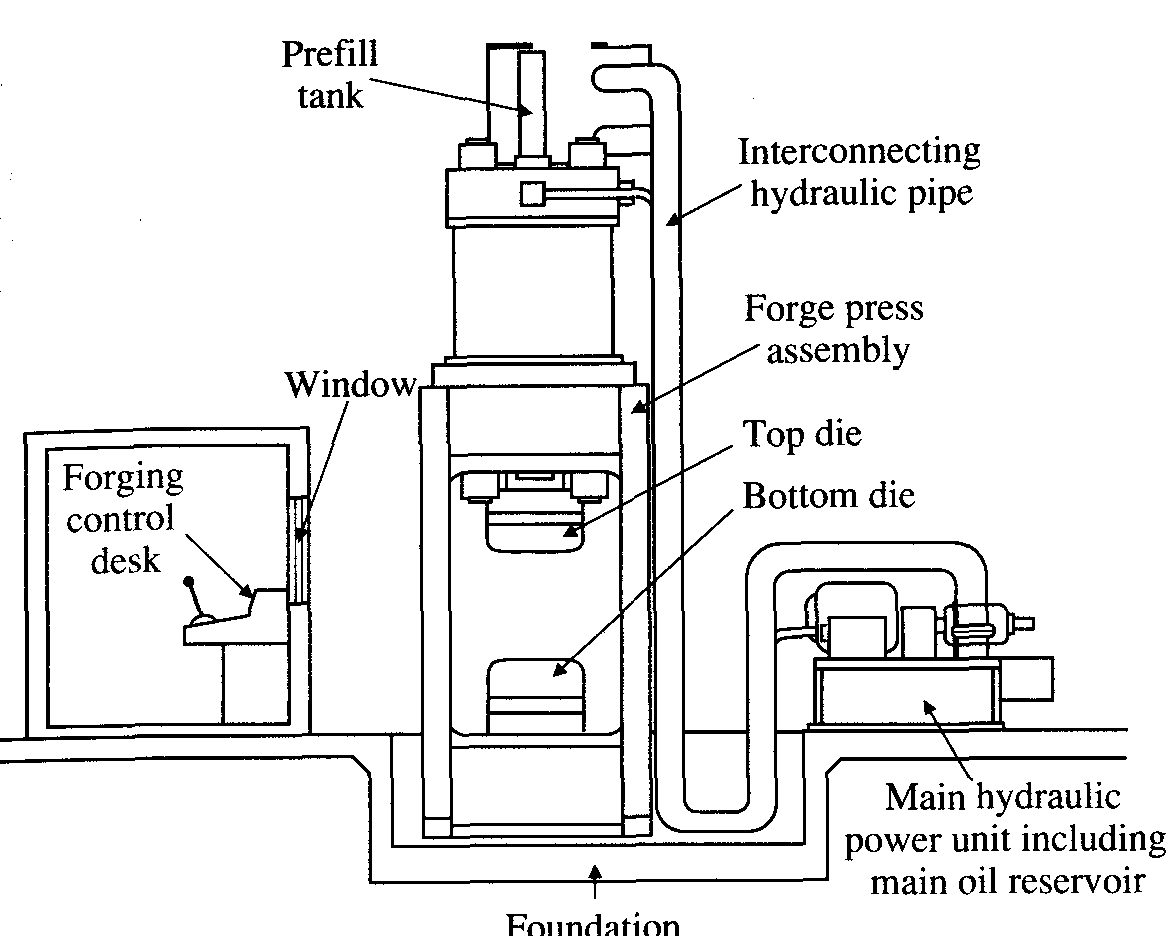 Prefill
tank
Interconnecting
hydraulic pipe
Forge press
assembly
Window
Top die
Forging
control
desk
Bottom die
Main hydraulic
power unit including
main oil reservoir
Foundation